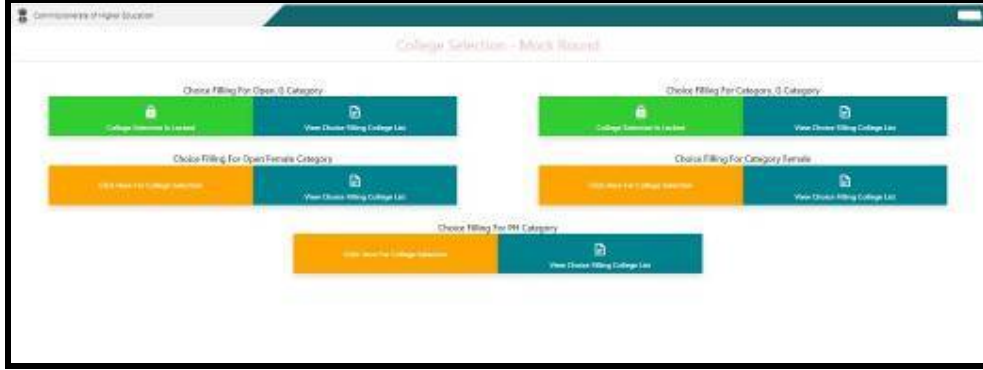 Commissionerate of Higher Education
College Selection - Mock Round
Choice Filling For Open, G Category
College Selection Is Locked
View Choice Filling College List
Choice Filling For Category, G Category
College Selection Is Locked
View Choice Filling College List
Choice Filling For Open Female Category
Click Here For College Selection
View Choice Filling College List
Choice Filling For Category Female
Click Here For College Selection
View Choice Filling College List
Choice Filling For PH Category
Click Here For College Selection
View Choice Filling College List